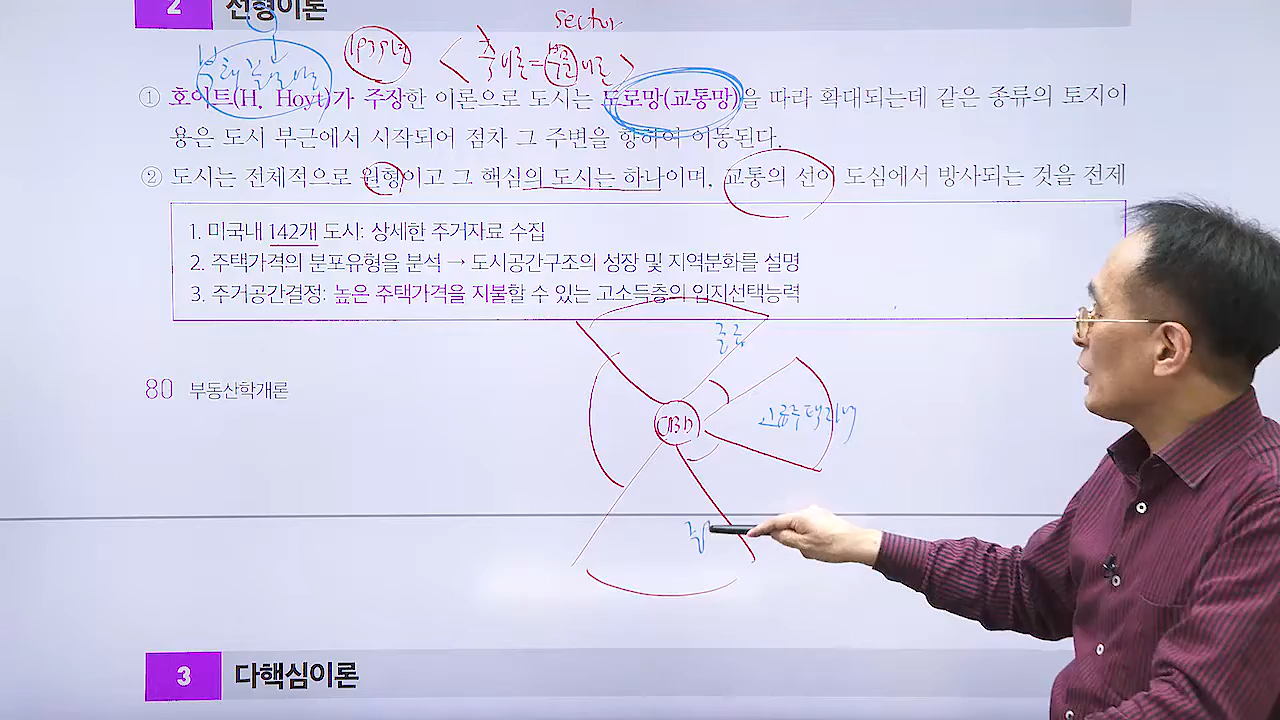 2 선형이론
sector
1939년 < 축이론=부문이론 >
① 호이트(H. Hoyt)가 주장한 이론으로 도시는 도로망(교통망)을 따라 확대되는데 같은 종류의 토지이
용은 도시 부근에서 시작되어 점차 그 주변을 향하여 이동된다.
② 도시는 전체적으로 원형이고 그 핵심의 도시는 하나이며, 교통의 선이 도심에서 방사되는 것을 전제
1. 미국내 142개 도시: 상세한 주거자료 수집
2. 주택가격의 분포유형을 분석 → 도시공간구조의 성장 및 지역분화를 설명
3. 주거공간결정: 높은 주택가격을 지불할 수 있는 고소득층의 입지선택능력
중급
80 부동산학개론
CBD
고급주택지역
3 다핵심이론